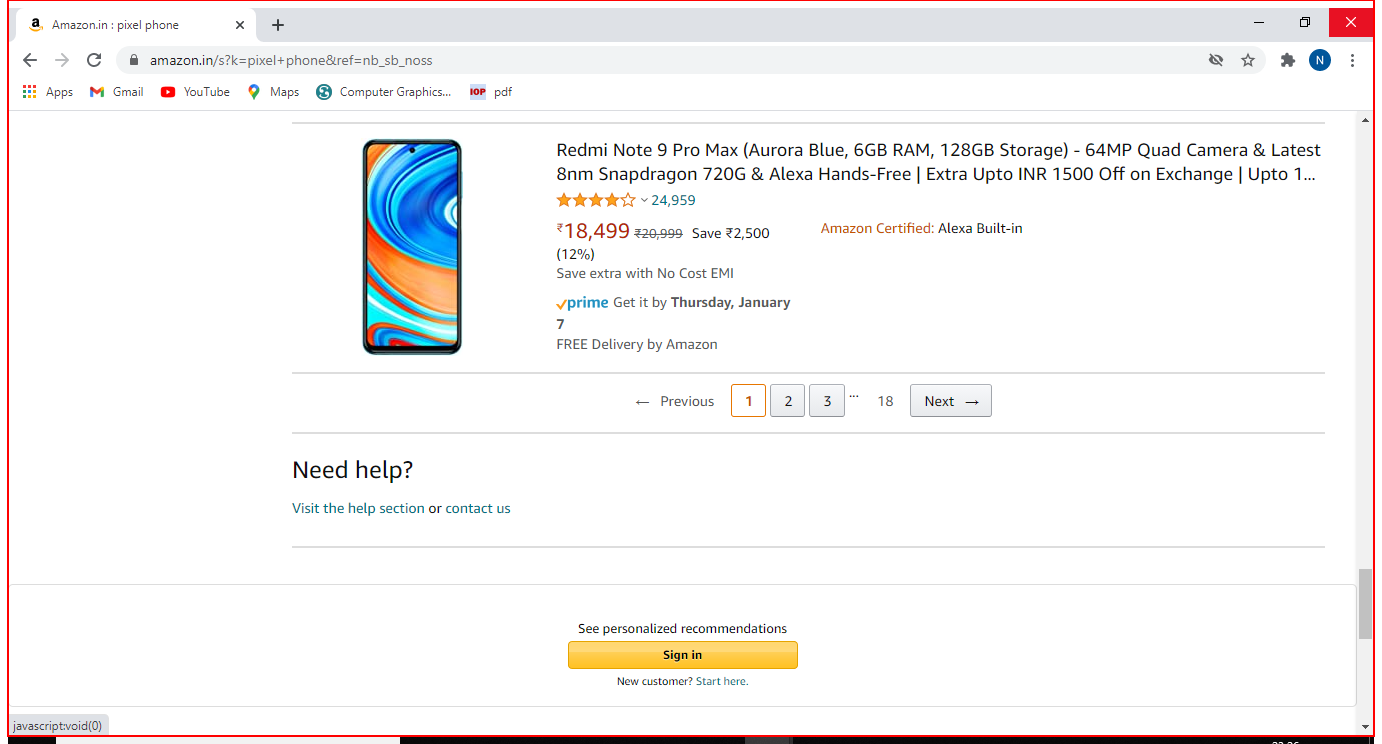 a Amazon.in : pixel phone
amazon.in/s?k=pixel+phone&ref=nb_sb_noss
N
Apps Gmail YouTube Maps Computer Graphics... IOP pdf
Redmi Note 9 Pro Max (Aurora Blue, 6GB RAM, 128GB Storage) - 64MP Quad Camera & Latest
8nm Snapdragon 720G & Alexa Hands-Free | Extra Upto INR 1500 Off on Exchange | Upto 1...
24,959
₹18,499 ₹20,999 Save ₹2,500
(12%)
Amazon Certified: Alexa Built-in
Save extra with No Cost EMI
prime Get it by Thursday, January
7
FREE Delivery by Amazon
← Previous 1 2 3 ... 18 Next →
Need help?
Visit the help section or contact us
See personalized recommendations
Sign in
New customer? Start here.
javascript:void(0)